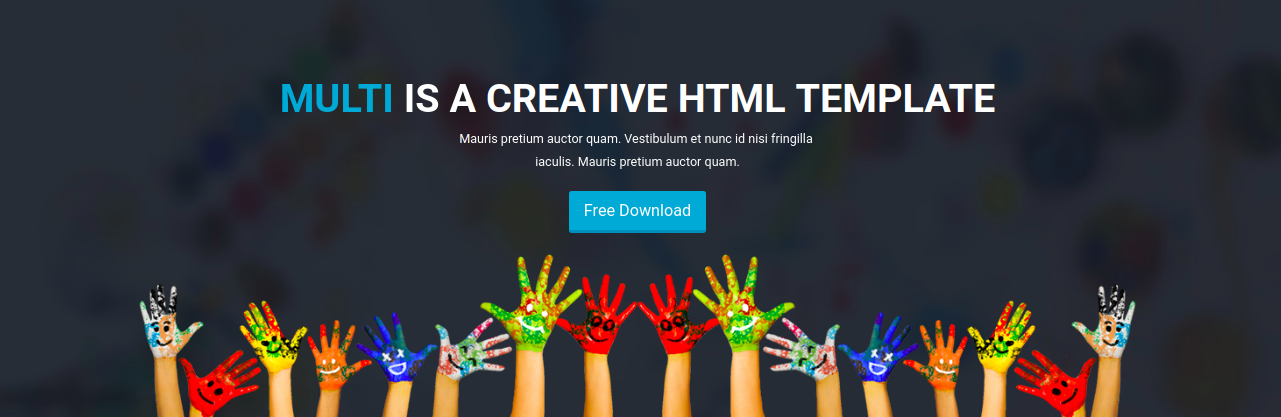 MULTI IS A CREATIVE HTML TEMPLATE
Mauris pretium auctor quam. Vestibulum et nunc id nisi fringilla
iaculis. Mauris pretium auctor quam.
Free Download